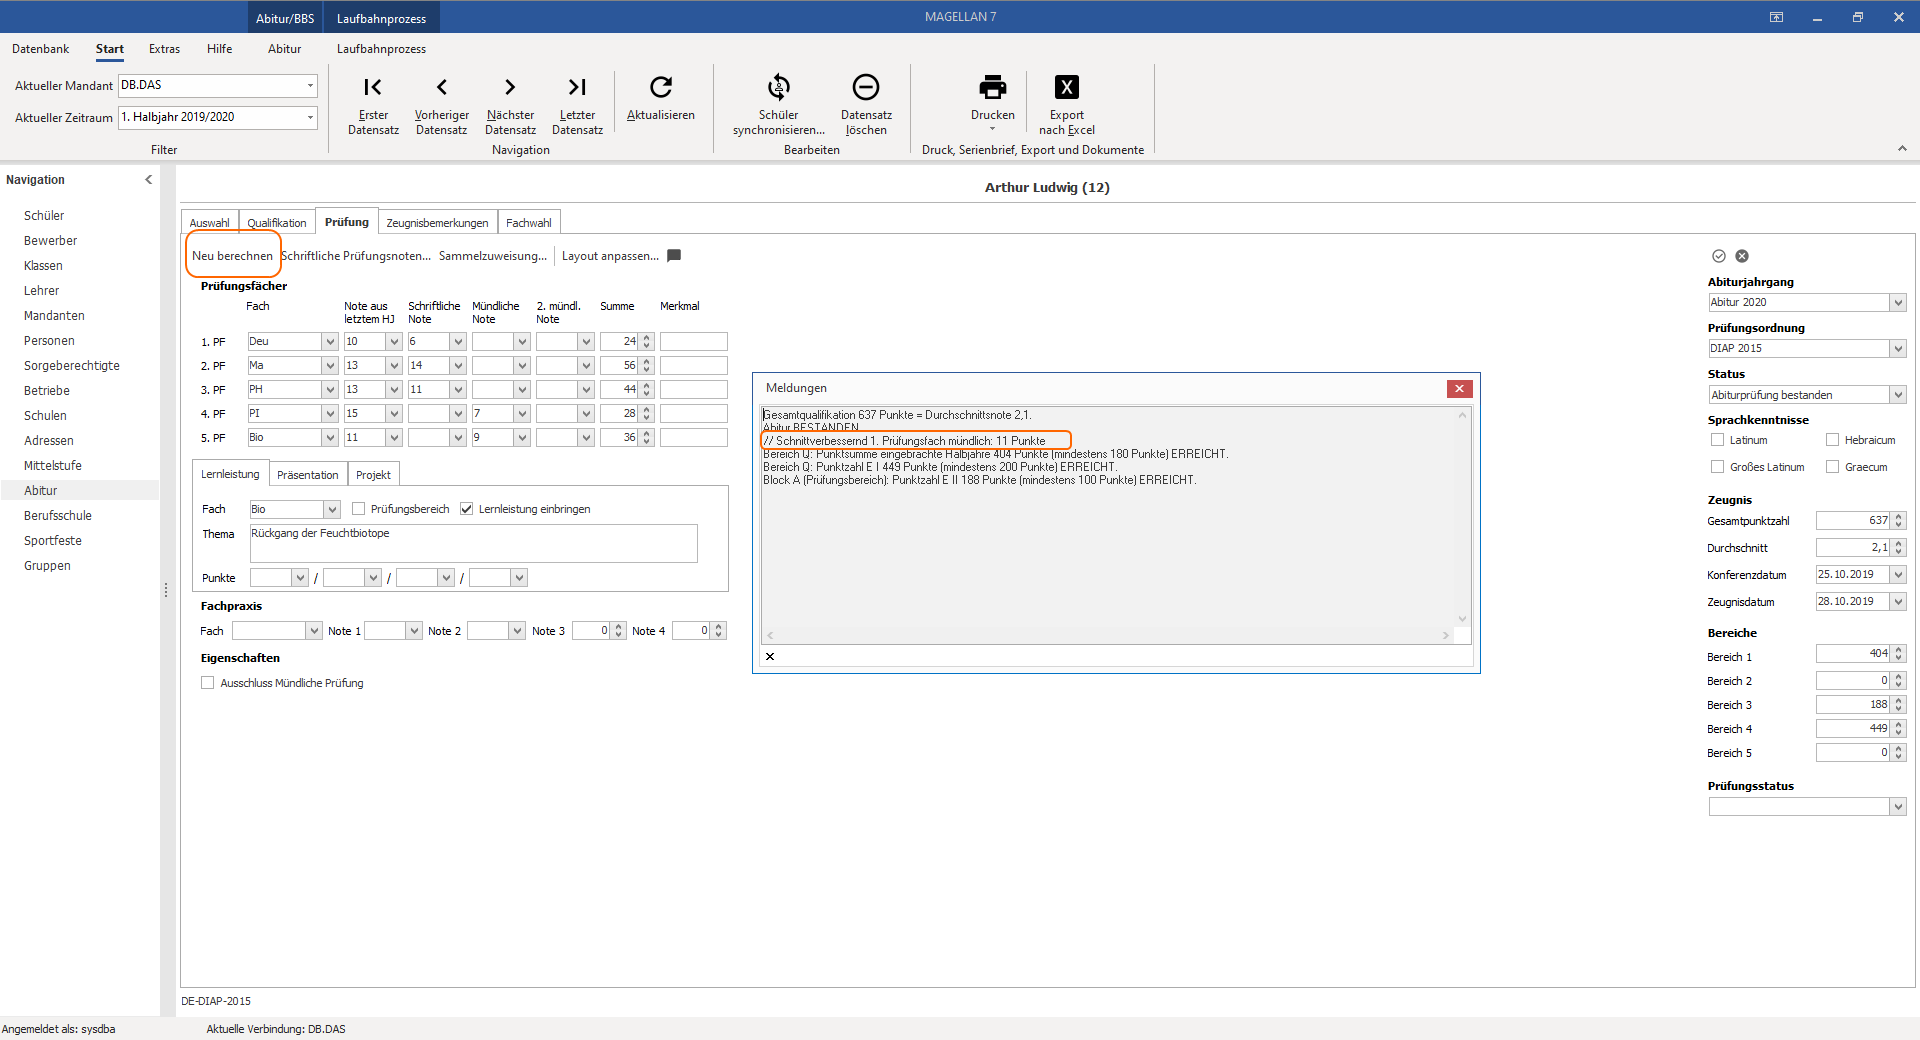 Abitur/BBS Laufbahnprozess MAGELLAN 7
Datenbank Start Extras Hilfe Abitur Laufbahnprozess
Aktueller Mandant DB.DAS
Aktueller Zeitraum 1. Halbjahr 2019/2020
Filter
Erster Datensatz
Vorheriger Datensatz
Nächster Datensatz
Letzter Datensatz
Aktualisieren
Navigation
Schüler synchronisieren...
Datensatz löschen
Bearbeiten
Drucken
Export nach Excel
Druck, Serienbrief, Export und Dokumente
Navigation
Schüler
Bewerber
Klassen
Lehrer
Mandanten
Personen
Sorgeberechtigte
Betriebe
Schulen
Adressen
Mittelstufe
Abitur
Berufsschule
Sportfeste
Gruppen
Arthur Ludwig (12)
Auswahl Qualifikation Prüfung Zeugnisbemerkungen Fachwahl
Neu berechnen Schriftliche Prüfungsnoten... Sammelzuweisung... Layout anpassen...
Prüfungsfächer
Fach Note aus letztem HJ Schriftliche Note Mündliche Note 2. mündl. Note Summe Merkmal
1. PF Deu 10 6 24
2. PF Ma 13 14 56
3. PF PH 13 11 44
4. PF PI 15 7 28
5. PF Bio 11 9 36
Lernleistung Präsentation Projekt
Fach Bio Prüfungsbereich Lernleistung einbringen
Thema Rückgang der Feuchtbiotope
Punkte / / /
Fachpraxis
Fach Note 1 Note 2 Note 3 0 Note 4 0
Eigenschaften
Ausschluss Mündliche Prüfung
Meldungen
Gesamtqualifikation 637 Punkte = Durchschnittsnote 2,1.
Abitur BESTANDEN
// Schnittverbessernd 1. Prüfungsfach mündlich: 11 Punkte
Bereich Q: Punktsumme eingebrachte Halbjahre 404 Punkte (mindestens 180 Punkte) ERREICHT.
Bereich Q: Punktzahl E I 449 Punkte (mindestens 200 Punkte) ERREICHT.
Block A (Prüfungsbereich): Punktzahl E II 188 Punkte (mindestens 100 Punkte) ERREICHT.
Abiturjahrgang
Abitur 2020
Prüfungsordnung
DIAP 2015
Status
Abiturprüfung bestanden
Sprachkenntnisse
Latinum Hebraicum
Großes Latinum Graecum
Zeugnis
Gesamtpunktzahl 637
Durchschnitt 2,1
Konferenzdatum 25.10.2019
Zeugnisdatum 28.10.2019
Bereiche
Bereich 1 404
Bereich 2 0
Bereich 3 188
Bereich 4 449
Bereich 5 0
Prüfungsstatus
DE-DIAP-2015
Angemeldet als: sysdba Aktuelle Verbindung: DB.DAS